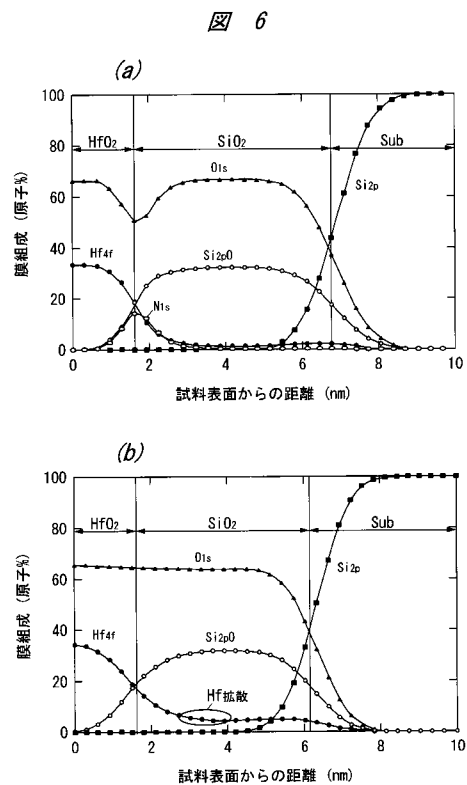 図 6
(a)
100
80
60
40
20
0
膜組成 (原子%)
HfO2
SiO2
Sub
O1s
Si2p
Hf4f
Si2pO
N1s
0 2 4 6 8 10
試料表面からの距離 (nm)
(b)
100
80
60
40
20
0
膜組成 (原子%)
HfO2
SiO2
Sub
O1s
Si2p
Hf4f
Si2pO
Hf拡散
0 2 4 6 8 10
試料表面からの距離 (nm)